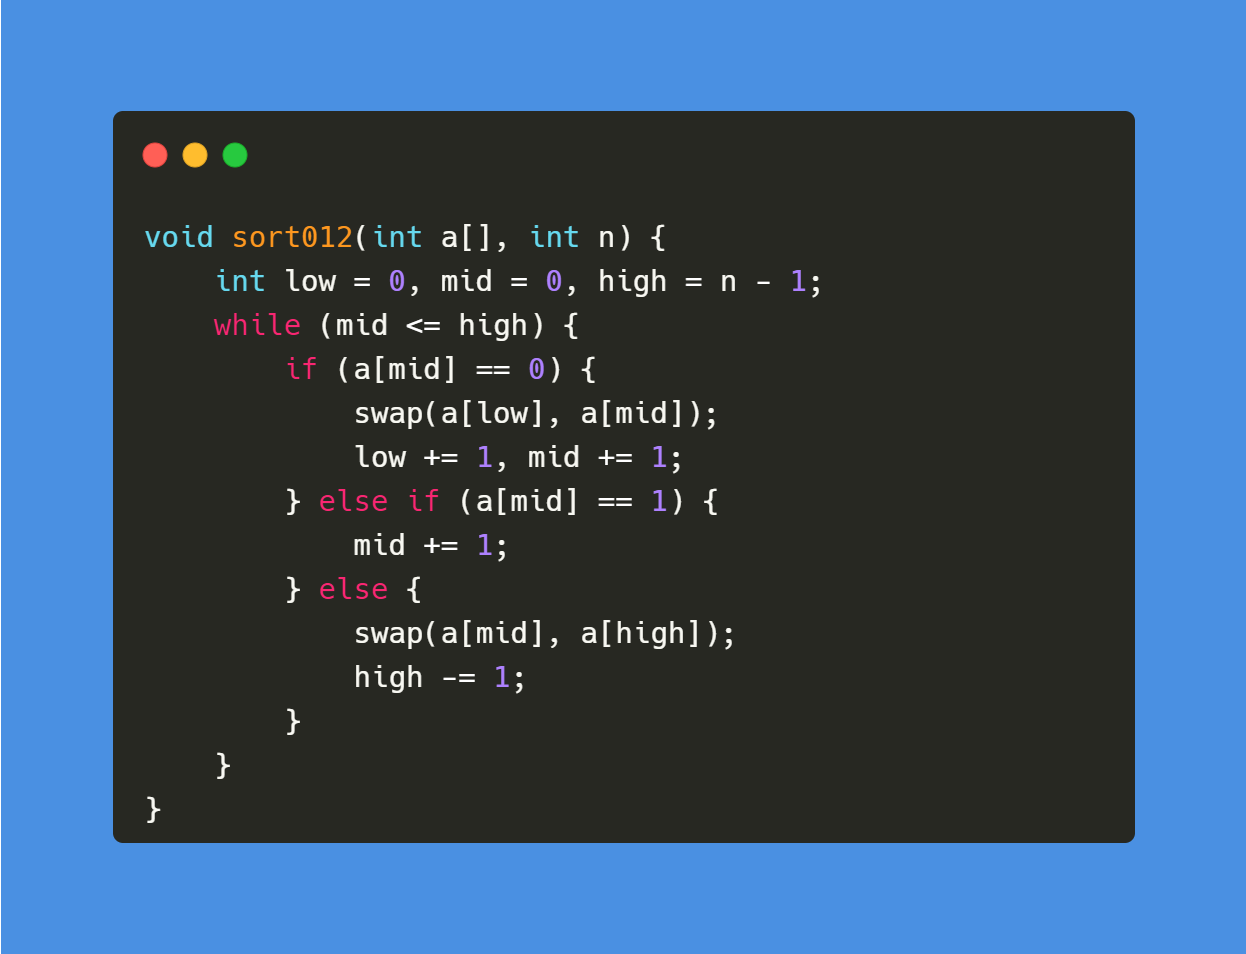 void sort012(int a[], int n) {
    int low = 0, mid = 0, high = n - 1;
    while (mid <= high) {
        if (a[mid] == 0) {
            swap(a[low], a[mid]);
            low += 1, mid += 1;
        } else if (a[mid] == 1) {
            mid += 1;
        } else {
            swap(a[mid], a[high]);
            high -= 1;
        }
    }
}